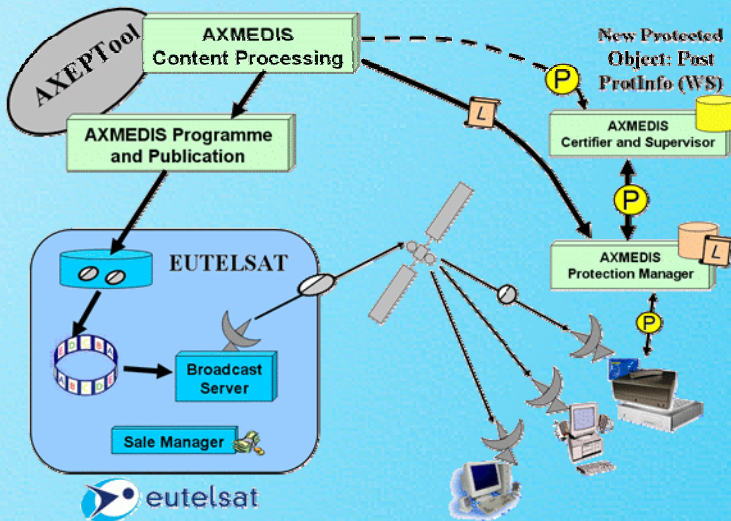 AXEPTool
AXMEDIS
Content Processing
New Protected
Object: Post
ProtInfo (WS)
P
L
AXMEDIS Programme
and Publication
AXMEDIS
Certifier and Supervisor
P
EUTELSAT
AXMEDIS
Protection Manager
L
P
E D C B A
A B C D E
Broadcast
Server
Sale Manager
eutelsat